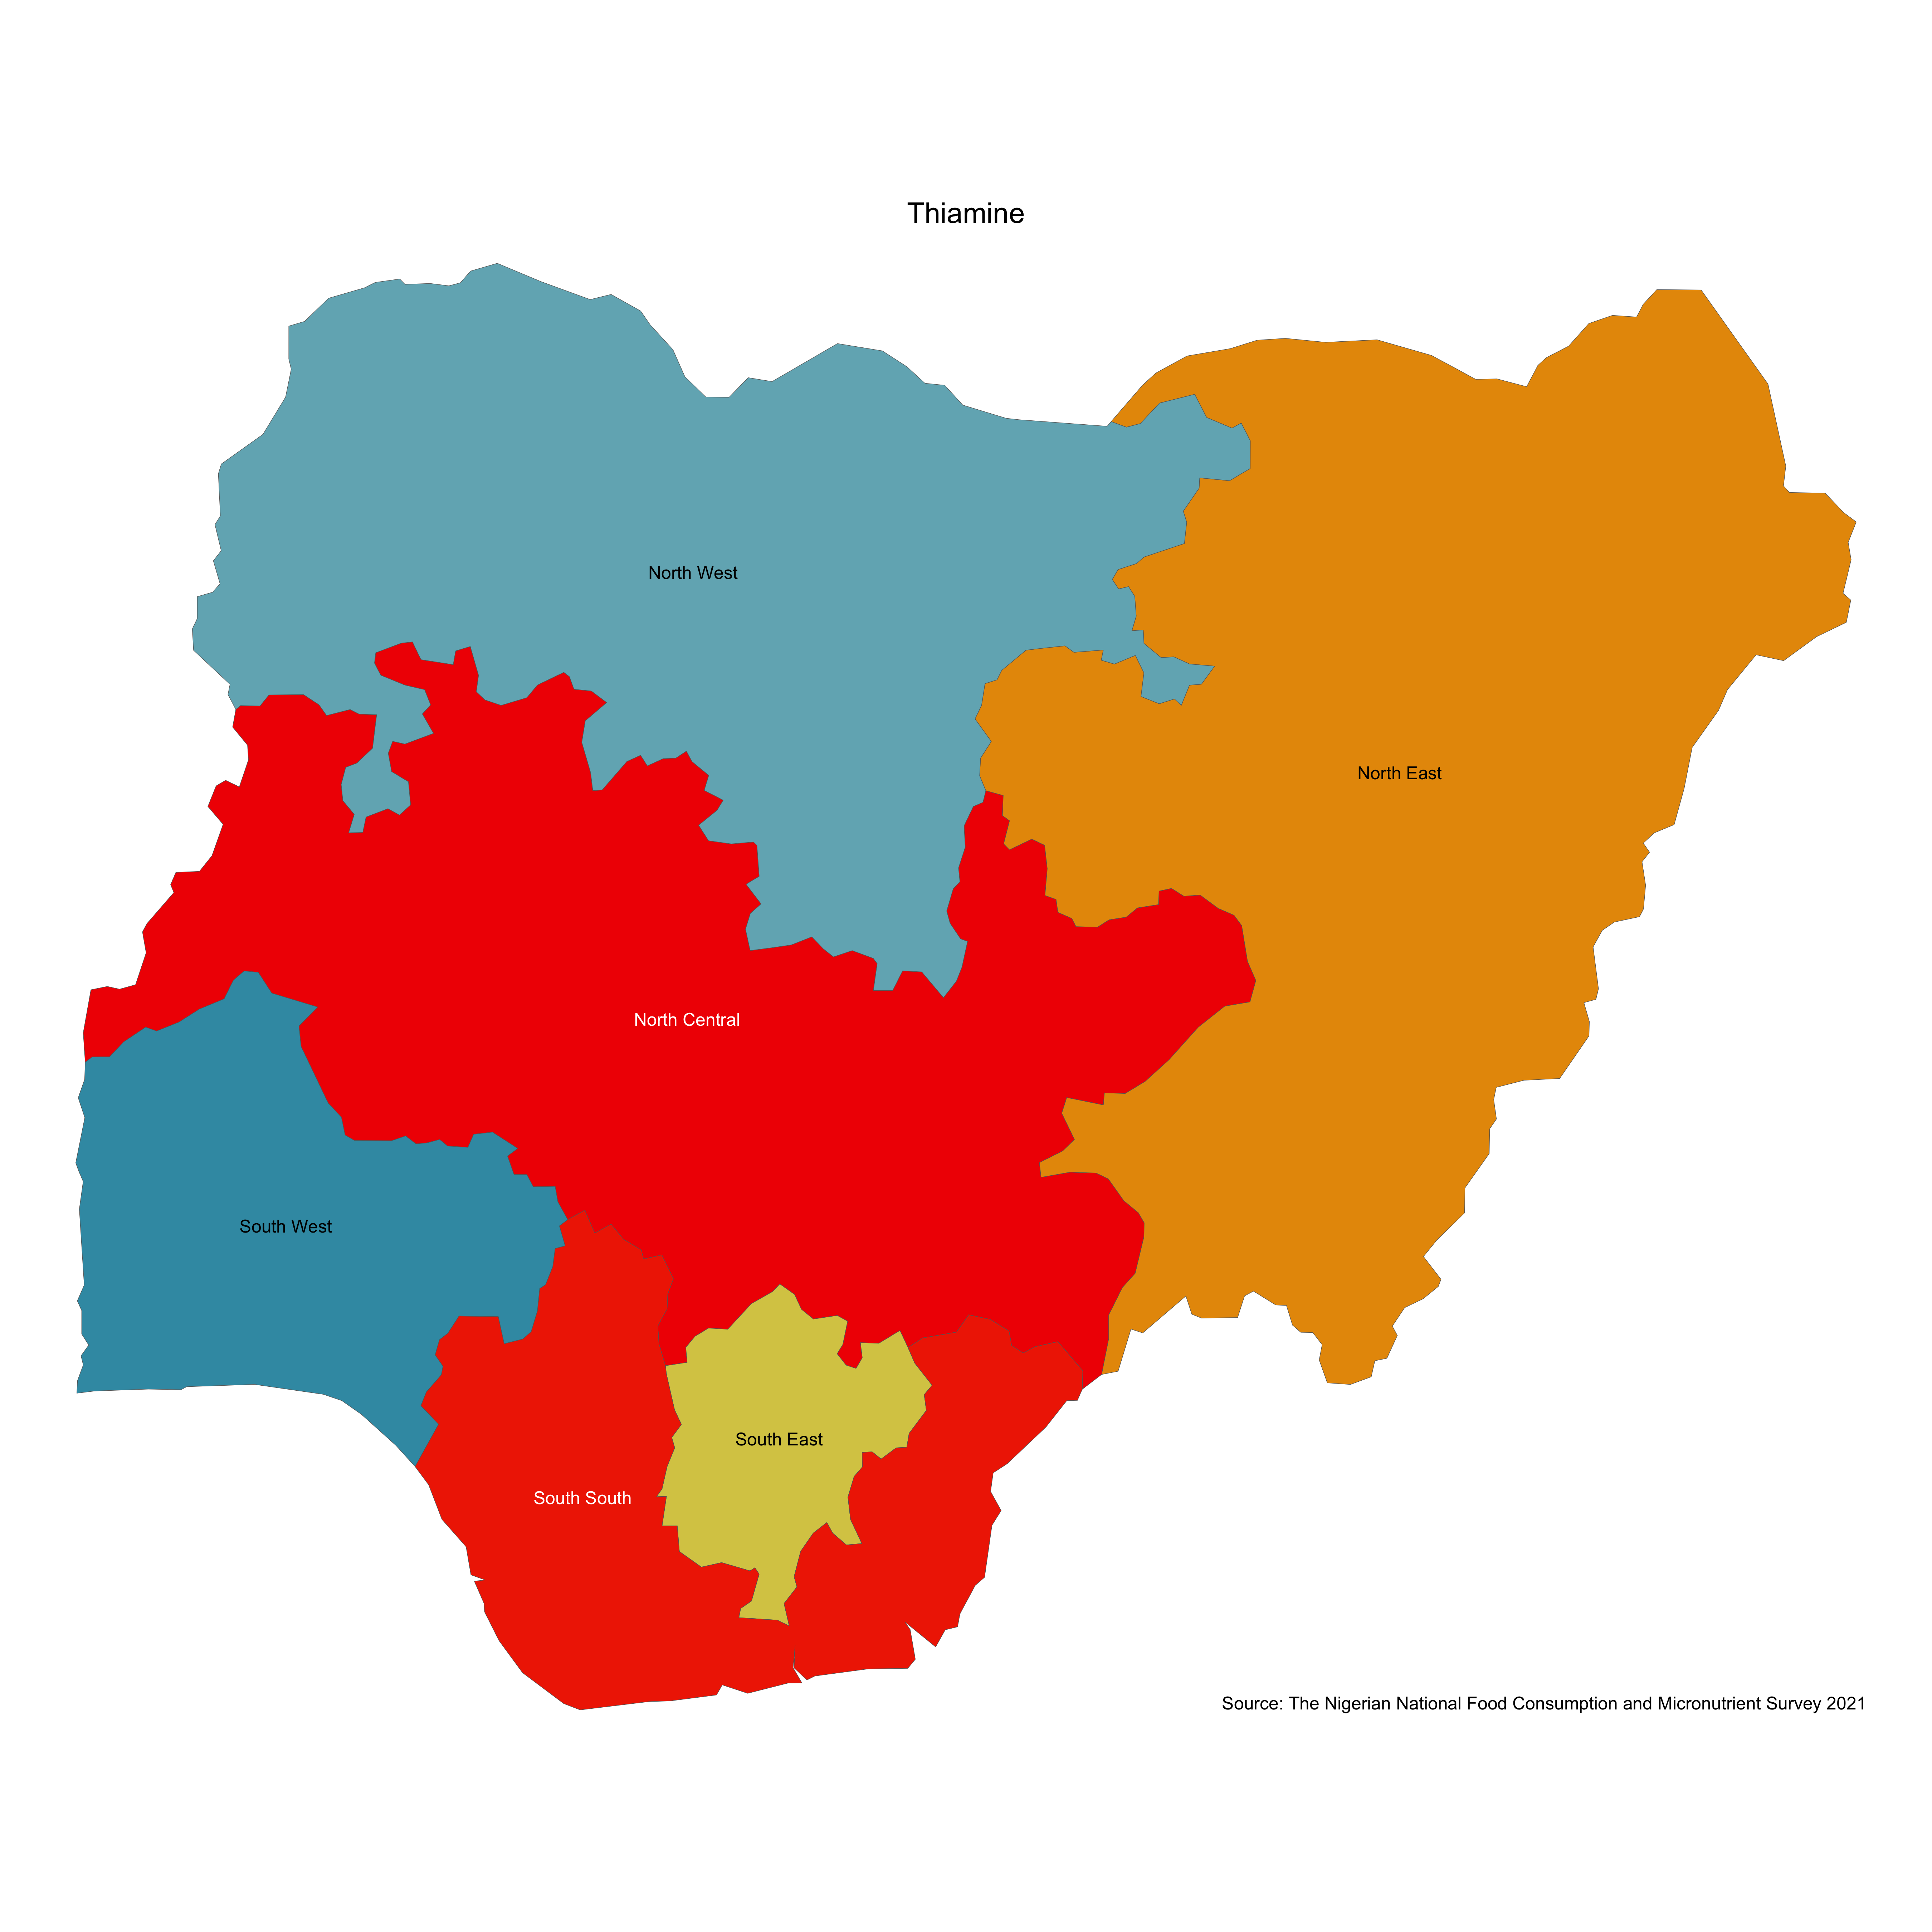 Thiamine
North West
North East
North Central
South West
South East
South South
Source: The Nigerian National Food Consumption and Micronutrient Survey 2021